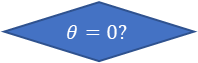 θ = 0?